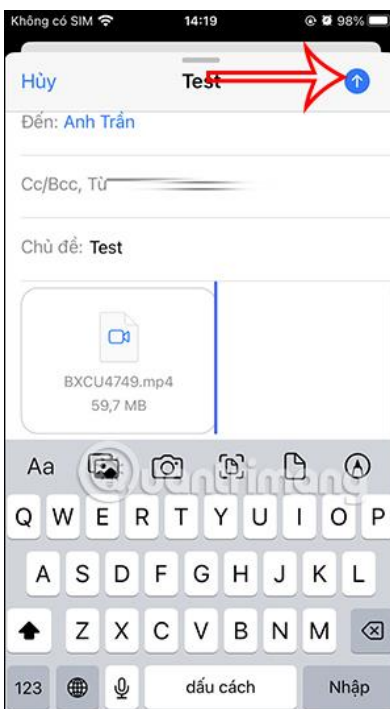 Không có SIM 14:19 98%
Hủy Test
Đến: Anh Trần
Cc/Bcc, Từ
Chủ đề: Test
BXCU4749.mp4
59,7 MB
Aa
@uantrimang
Q W E R T Y U I O P
A S D F G H J K L
Z X C V B N M
123 dấu cách Nhập